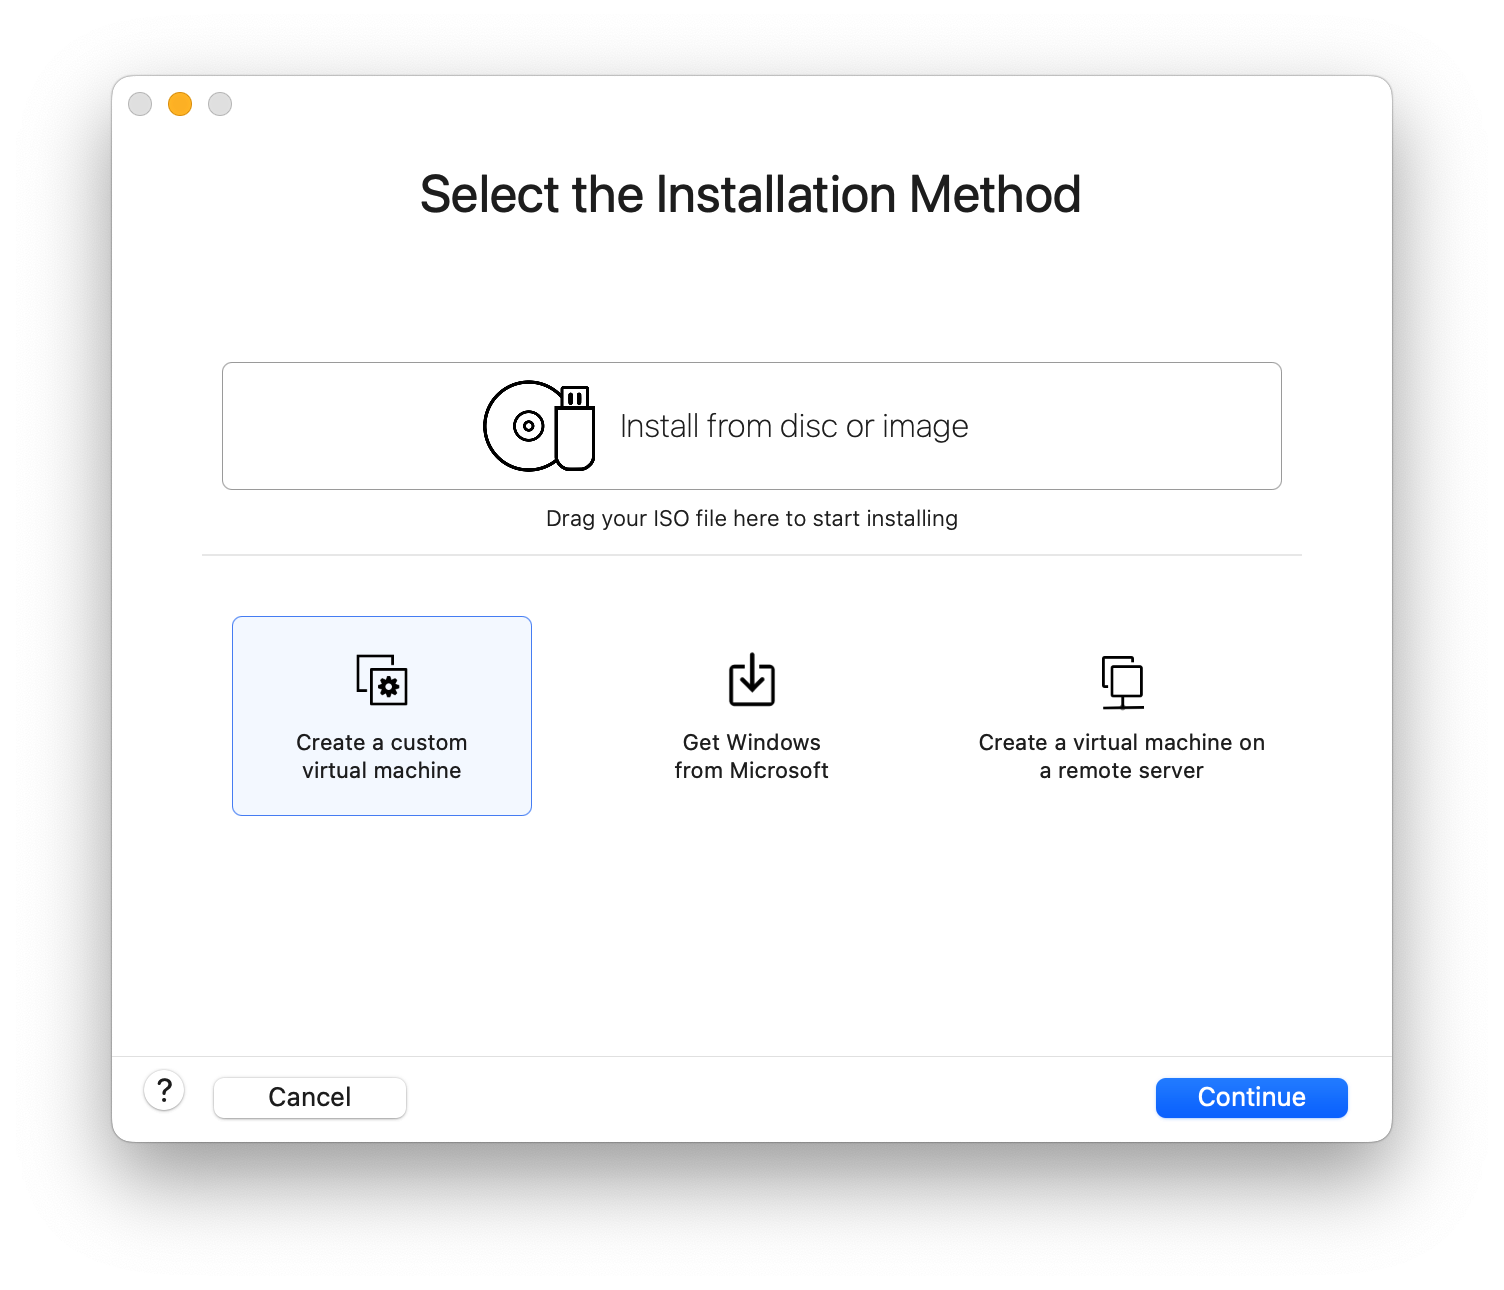 Select the Installation Method
Install from disc or image
Drag your ISO file here to start installing
Create a custom
virtual machine
Get Windows
from Microsoft
Create a virtual machine on
a remote server
?
Cancel
Continue